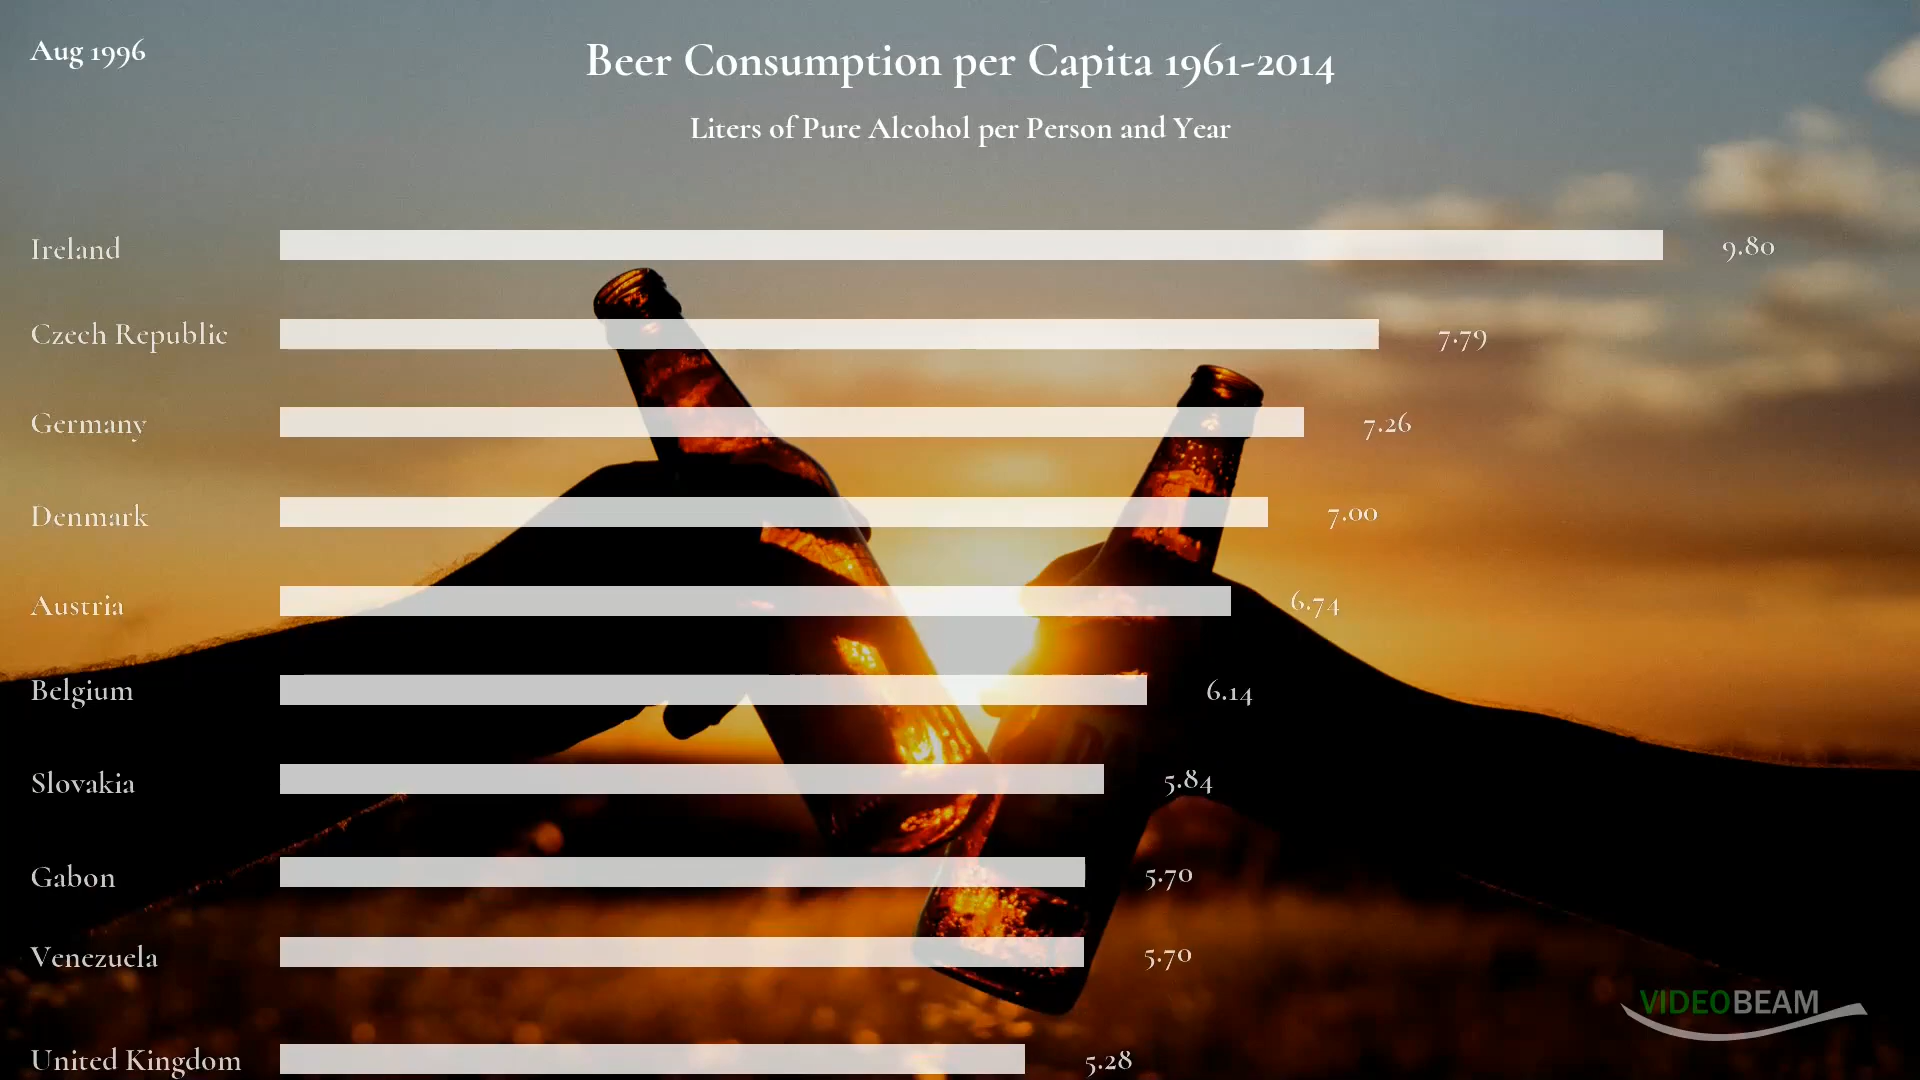 Aug 1996
Beer Consumption per Capita 1961-2014
Liters of Pure Alcohol per Person and Year
Ireland 9.80
Czech Republic 7.79
Germany 7.26
Denmark 7.00
Austria 6.74
Belgium 6.14
Slovakia 5.84
Gabon 5.70
Venezuela 5.70
United Kingdom 5.28
VIDEOBEAM